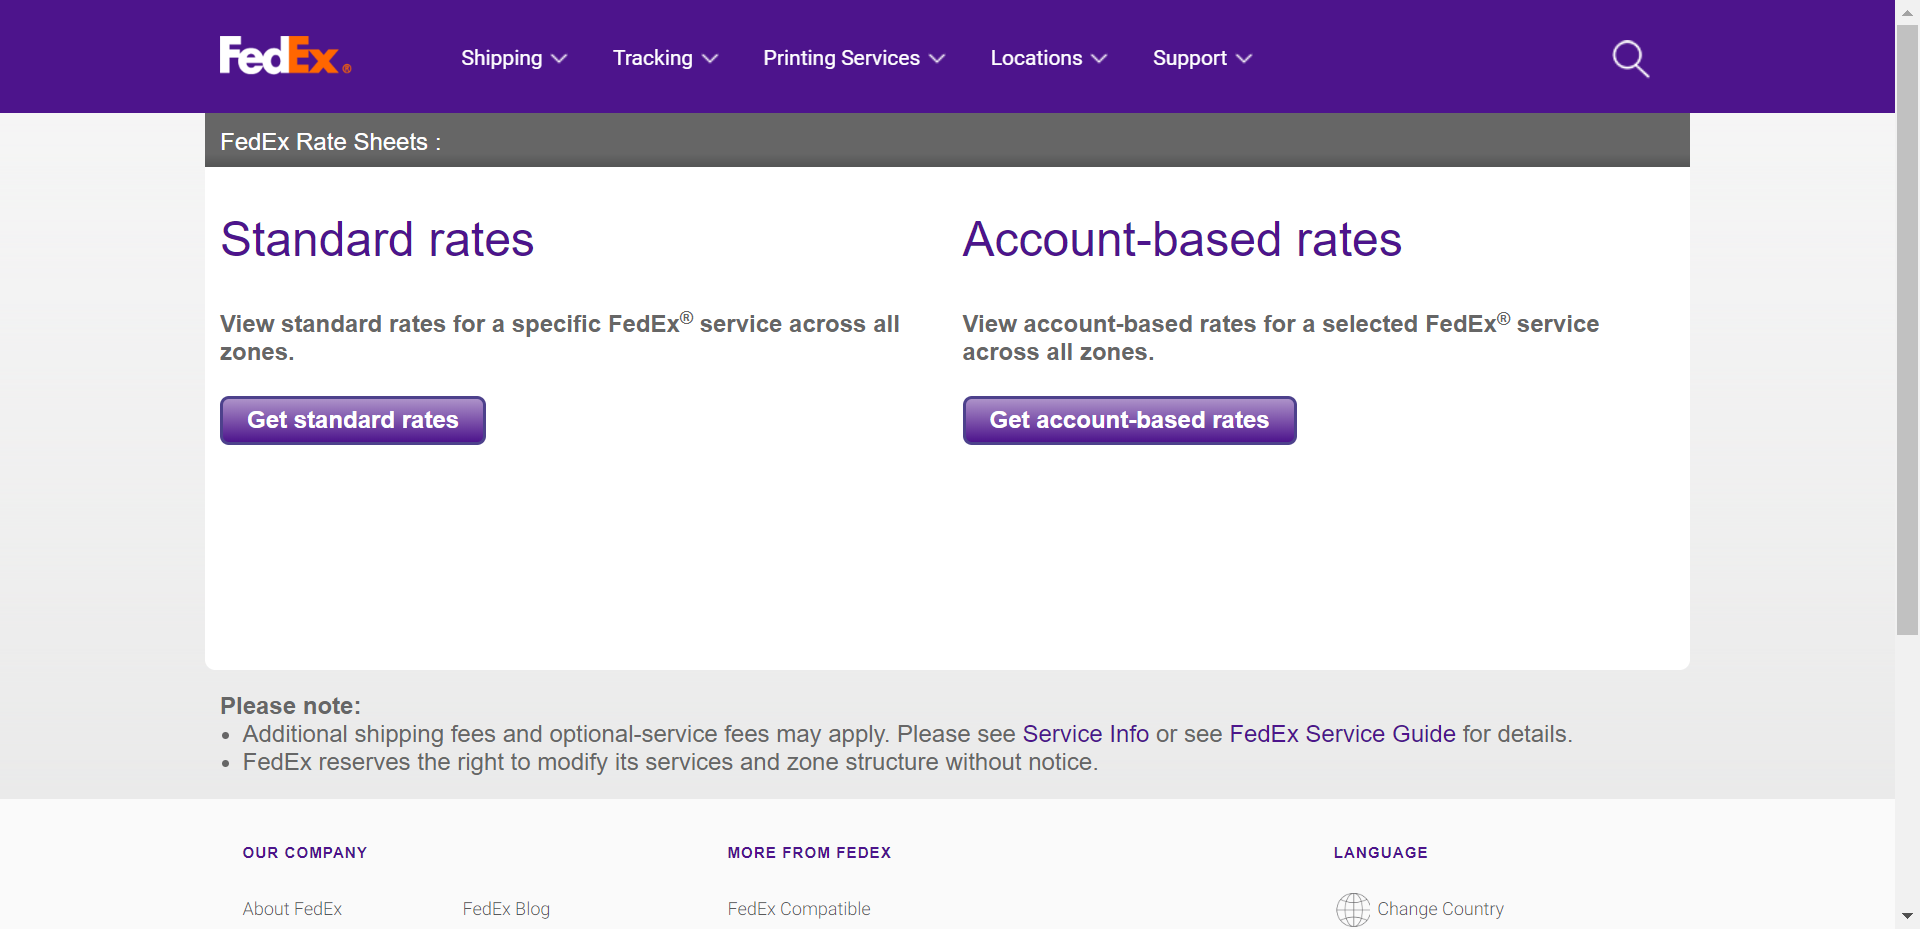 FedEx®
Shipping Tracking Printing Services Locations Support
FedEx Rate Sheets :
Standard rates
View standard rates for a specific FedEx® service across all
zones.
Get standard rates
Account-based rates
View account-based rates for a selected FedEx® service
across all zones.
Get account-based rates
Please note:
• Additional shipping fees and optional-service fees may apply. Please see Service Info or see FedEx Service Guide for details.
• FedEx reserves the right to modify its services and zone structure without notice.
OUR COMPANY
About FedEx
FedEx Blog
MORE FROM FEDEX
FedEx Compatible
LANGUAGE
Change Country